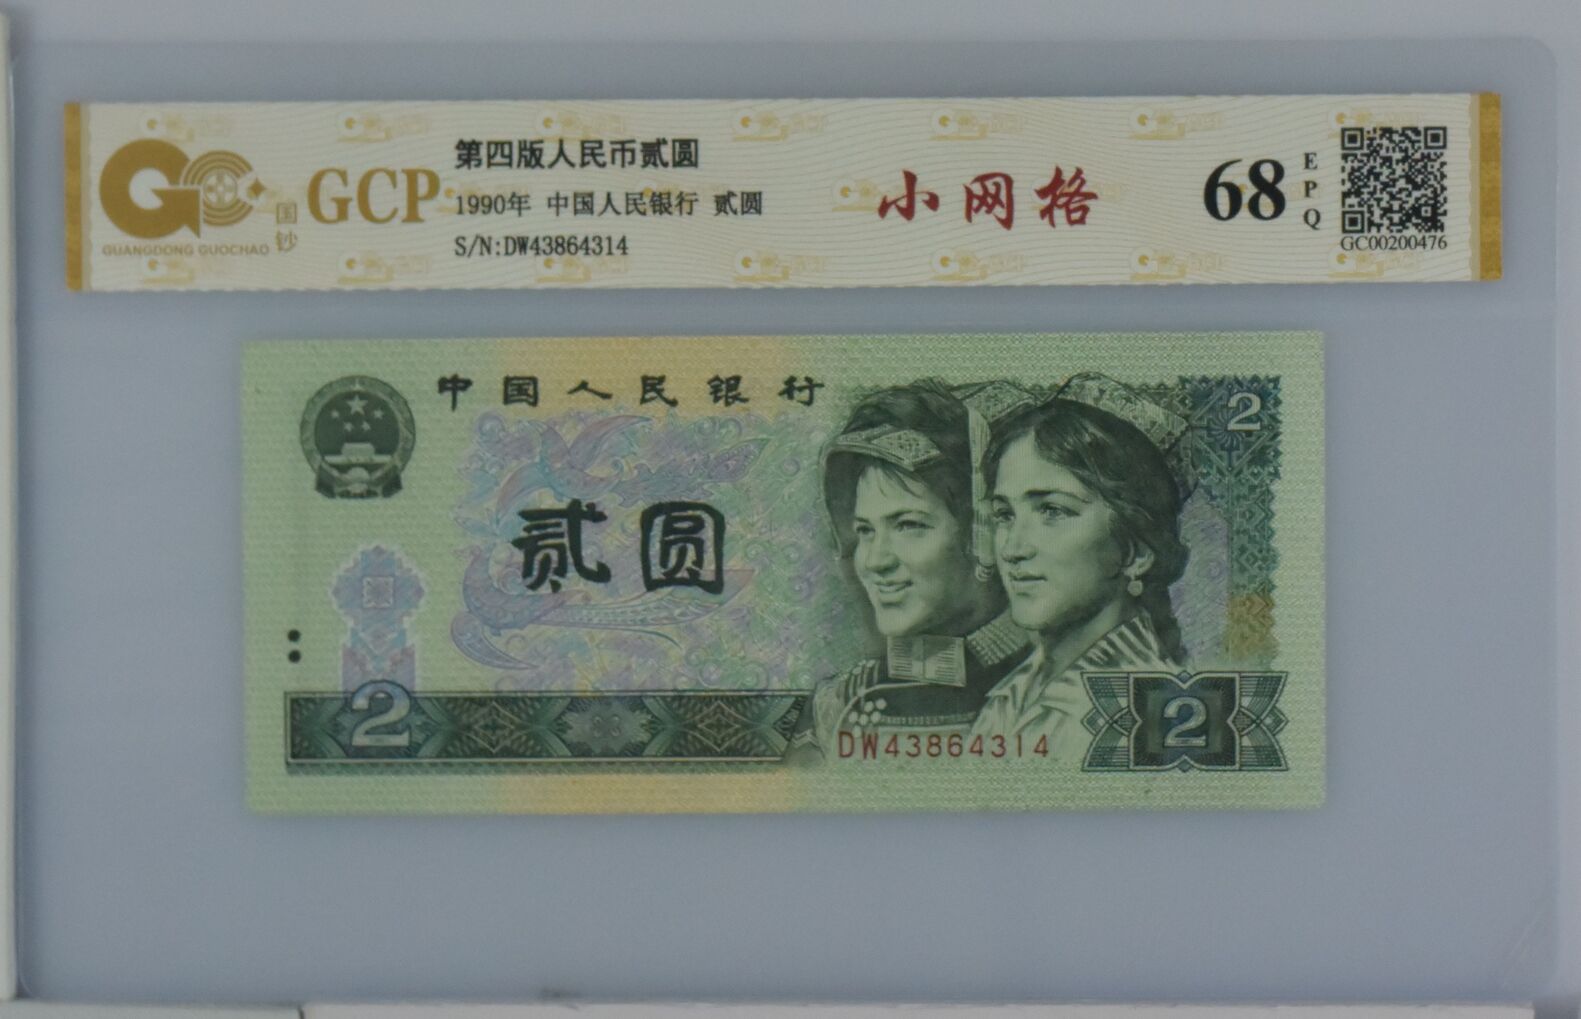 GCP
国钞
GUANGDONG GUOCHAO
第四版人民币贰圆
1990年 中国人民银行 贰圆
S/N:DW43864314
小网格
68
EPQ
GC00200476
中国人民银行
2
贰圆
2
DW43864314
2